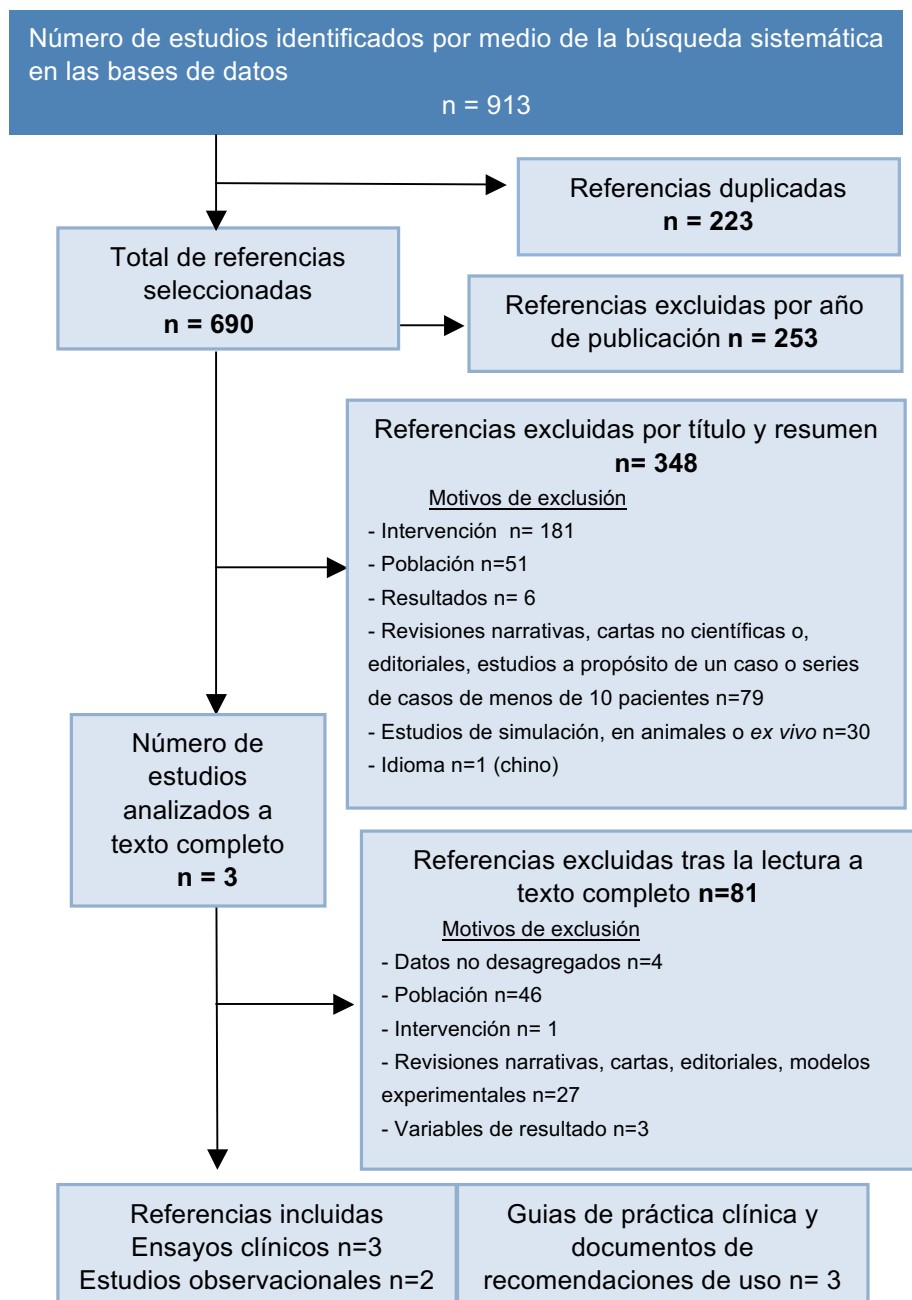 Número de estudios identificados por medio de la búsqueda sistemática
en las bases de datos
n = 913
Referencias duplicadas
n = 223
Total de referencias
seleccionadas
n = 690
Referencias excluidas por año
de publicación n = 253
Referencias excluidas por título y resumen
n= 348
Motivos de exclusión
- Intervención n= 181
- Población n=51
- Resultados n= 6
- Revisiones narrativas, cartas no científicas o,
editoriales, estudios a propósito de un caso o series
de casos de menos de 10 pacientes n=79
- Estudios de simulación, en animales o ex vivo n=30
- Idioma n=1 (chino)
Número de
estudios
analizados a
texto completo
n = 3
Referencias excluidas tras la lectura a
texto completo n=81
Motivos de exclusión
- Datos no desagregados n=4
- Población n=46
- Intervención n= 1
- Revisiones narrativas, cartas, editoriales, modelos
experimentales n=27
- Variables de resultado n=3
Referencias incluidas
Ensayos clínicos n=3
Estudios observacionales n=2
Guias de práctica clínica y
documentos de
recomendaciones de uso n= 3